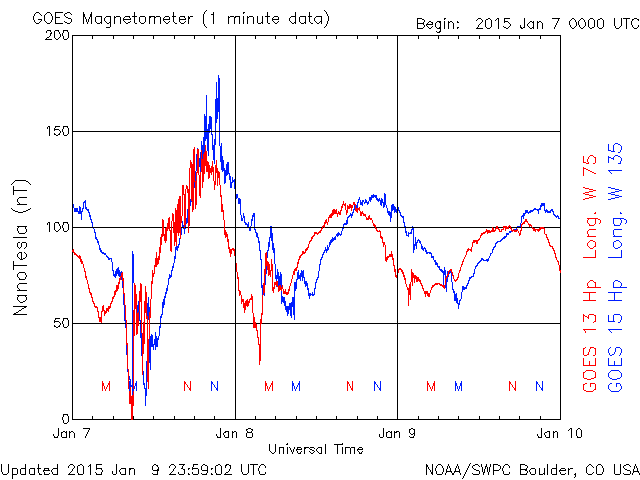 GOES Magnetometer (1 minute data)
Begin: 2015 Jan 7 0000 UTC
200
150
100
50
0
NanoTesla (nT)
M M N N M M N N M M N N
Jan 7 Jan 8 Jan 9 Jan 10
Universal Time
GOES 13 Hp Long. W 75
GOES 15 Hp Long. W 135
Updated 2015 Jan 9 23:59:02 UTC
NOAA/SWPC Boulder, CO USA